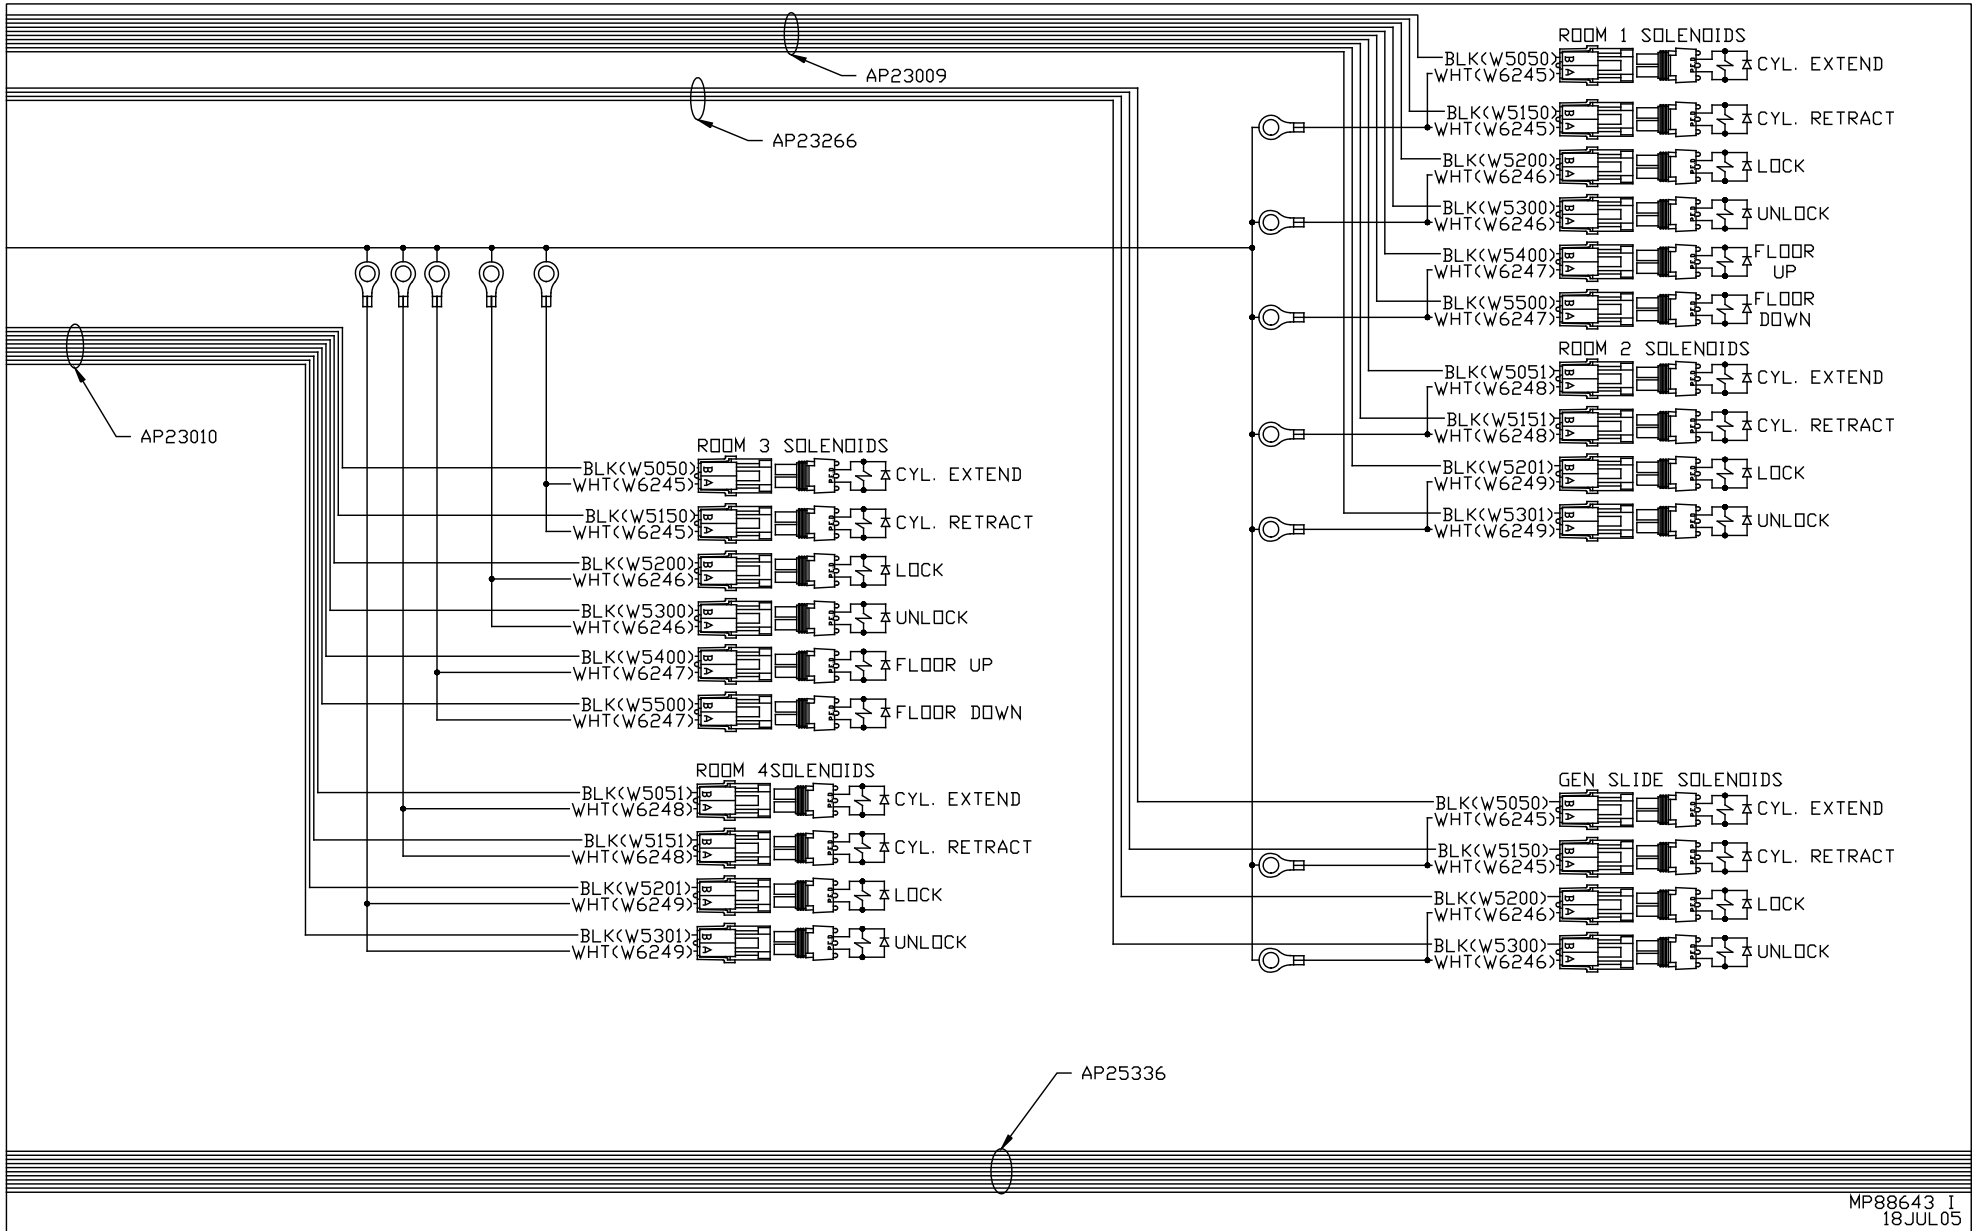 AP23009
AP23266
ROOM 1 SOLENOIDS
BLK(W5050) B CYL. EXTEND
WHT(W6245) A
BLK(W5150) B CYL. RETRACT
WHT(W6245) A
BLK(W5200) B LOCK
WHT(W6246) A
BLK(W5300) B UNLOCK
WHT(W6246) A
BLK(W5400) B FLOOR
WHT(W6247) A UP
BLK(W5500) B FLOOR
WHT(W6247) A DOWN
ROOM 2 SOLENOIDS
BLK(W5051) B CYL. EXTEND
WHT(W6248) A
BLK(W5151) B CYL. RETRACT
WHT(W6248) A
BLK(W5201) B LOCK
WHT(W6249) A
BLK(W5301) B UNLOCK
WHT(W6249) A
AP23010
ROOM 3 SOLENOIDS
BLK(W5050) B CYL. EXTEND
WHT(W6245) A
BLK(W5150) B CYL. RETRACT
WHT(W6245) A
BLK(W5200) B LOCK
WHT(W6246) A
BLK(W5300) B UNLOCK
WHT(W6246) A
BLK(W5400) B FLOOR UP
WHT(W6247) A
BLK(W5500) B FLOOR DOWN
WHT(W6247) A
ROOM 4SOLENOIDS
BLK(W5051) B CYL. EXTEND
WHT(W6248) A
BLK(W5151) B CYL. RETRACT
WHT(W6248) A
BLK(W5201) B LOCK
WHT(W6249) A
BLK(W5301) B UNLOCK
WHT(W6249) A
GEN SLIDE SOLENOIDS
BLK(W5050) B CYL. EXTEND
WHT(W6245) A
BLK(W5150) B CYL. RETRACT
WHT(W6245) A
BLK(W5200) B LOCK
WHT(W6246) A
BLK(W5300) B UNLOCK
WHT(W6246) A
AP25336
MP88643 I
18JUL05